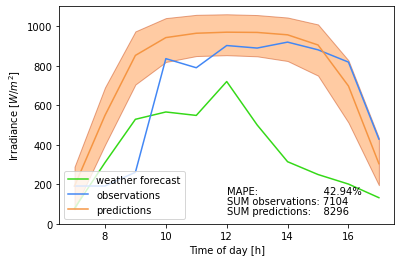 1000
800
600
400
200
0
Irradiance [W/m²]
weather forecast
observations
predictions
MAPE: 42.94%
SUM observations: 7104
SUM predictions: 8296
8 10 12 14 16
Time of day [h]